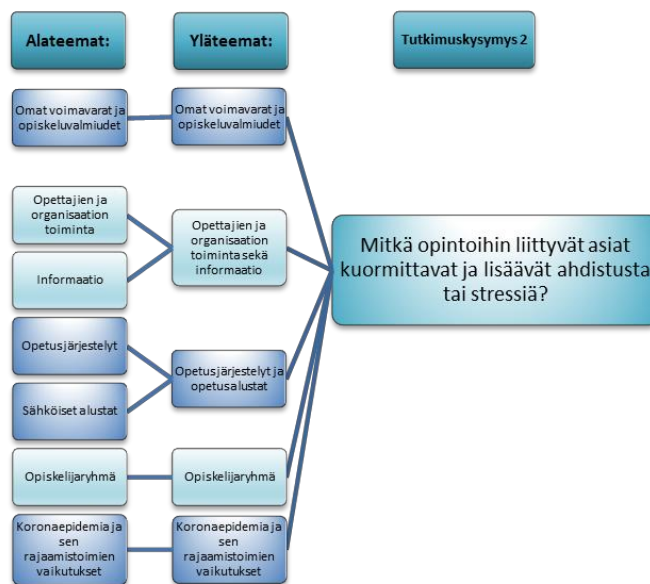 Alateemat:
Yläteemat:
Tutkimuskysymys 2
Omat voimavarat ja
opiskeluvalmiudet
Omat voimavarat ja
opiskeluvalmiudet
Opettajien ja
organisaation
toiminta
Informaatio
Opettajien ja
organisaation
toiminta sekä
informaatio
Mitkä opintoihin liittyvät asiat
kuormittavat ja lisäävät ahdistusta
tai stressiä?
Opetusjärjestelyt
Sähköiset alustat
Opetusjärjestelyt ja
opetusalustat
Opiskelijaryhmä
Opiskelijaryhmä
Koronaepidemia ja
sen
rajaamistoimien
vaikutukset
Koronaepidemia ja
sen
rajaamistoimien
vaikutukset